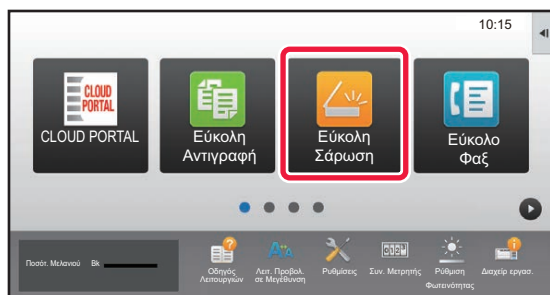 10:15
CLOUD
PORTAL
CLOUD PORTAL
Εύκολη
Αντιγραφή
Εύκολη
Σάρωση
Εύκολο
Φαξ
Ποσότ. Μελανιού Bk
Οδηγός
Λειτουργιών
Λειτ. Προβολ.
σε Μεγέθυνση
Ρυθμίσεις
Συν. Μετρητής
Ρύθμιση
Φωτεινότητας
Διαχείρ εργασ.